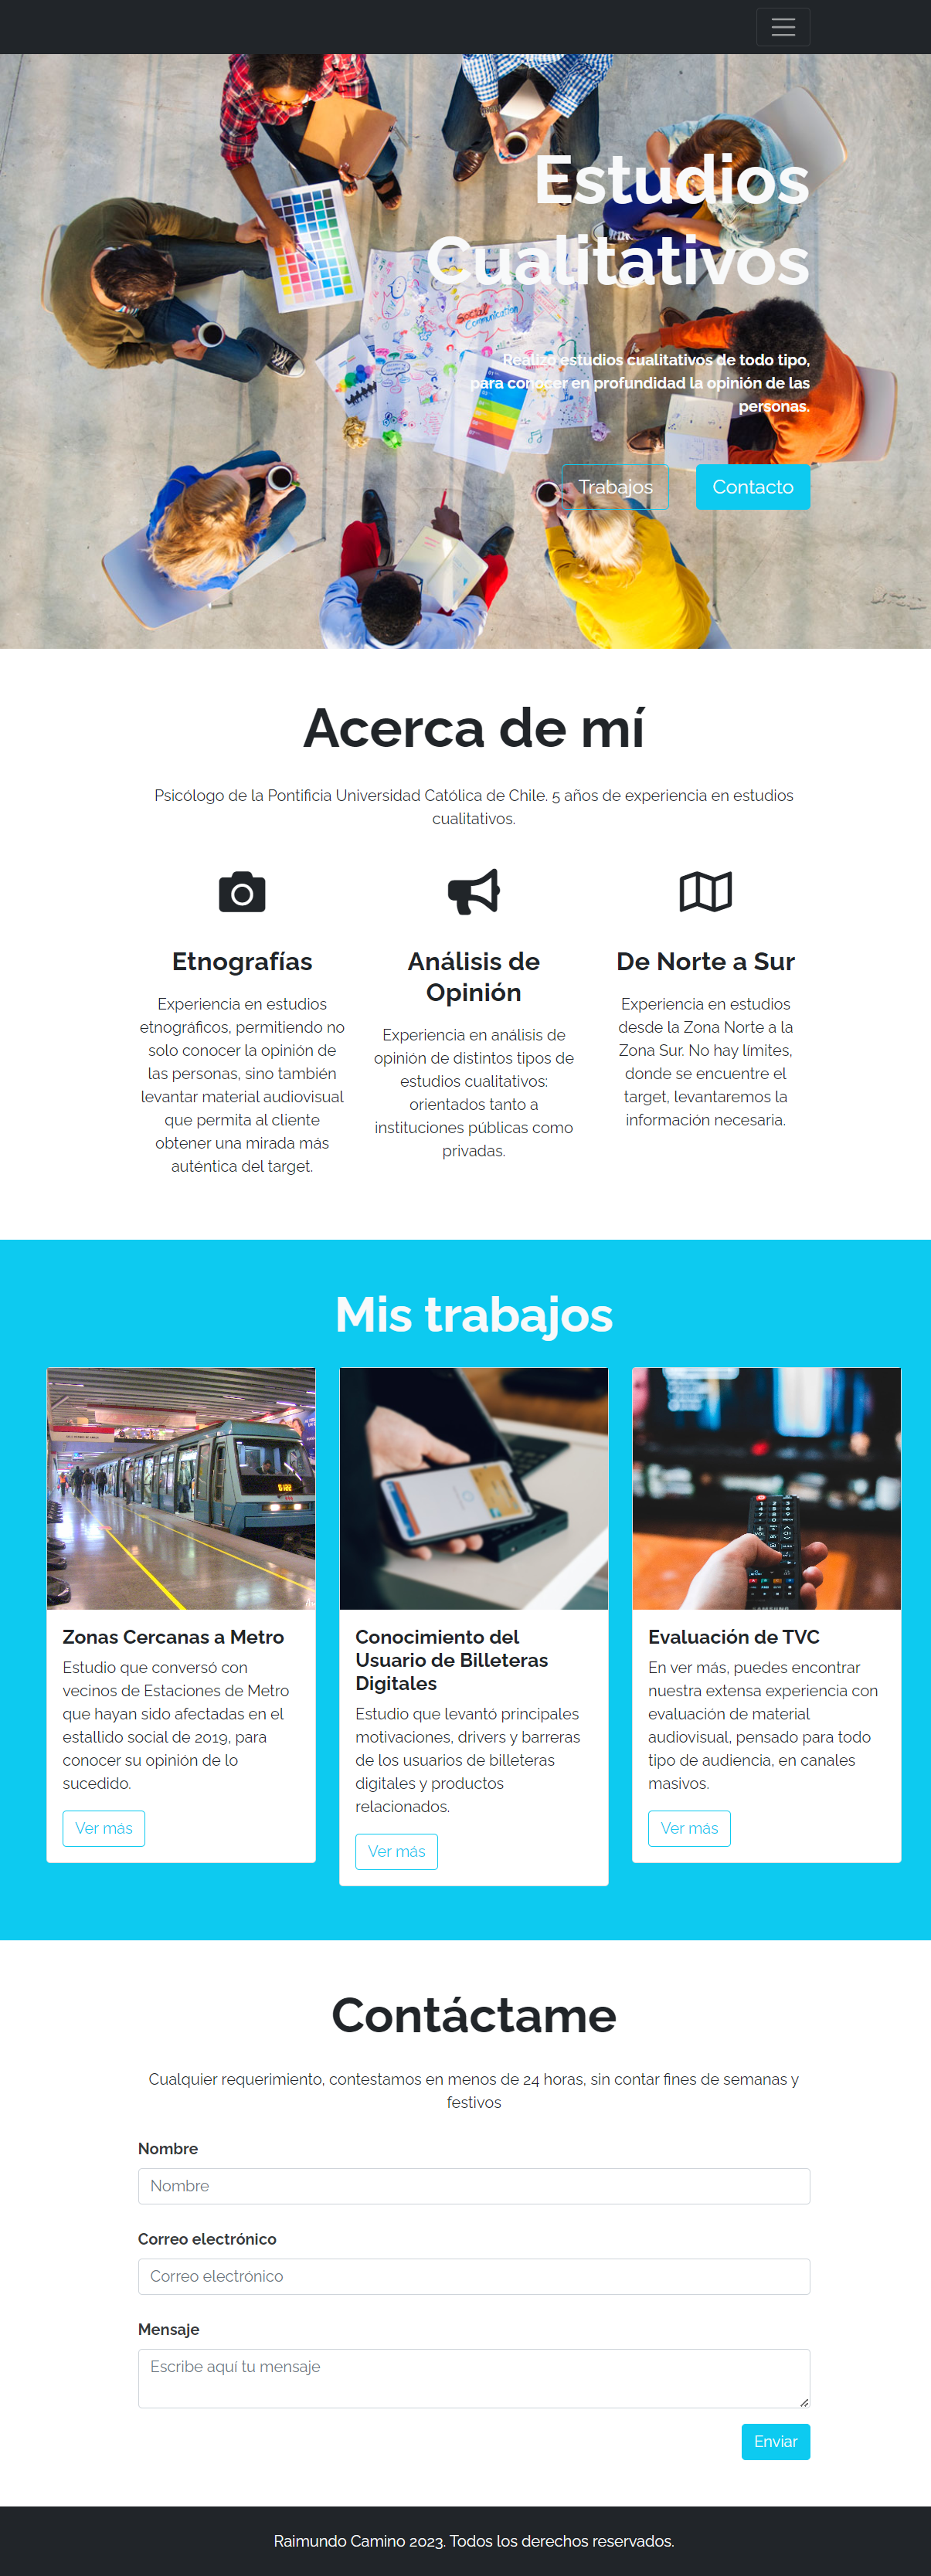 Estudios
Cualitativos
Social
Communication
Realizo estudios cualitativos de todo tipo,
para conocer en profundidad la opinión de las
personas.
Trabajos
Contacto
Acerca de mí
Psicólogo de la Pontificia Universidad Católica de Chile. 5 años de experiencia en estudios
cualitativos.
Etnografías
Experiencia en estudios
etnográficos, permitiendo no
solo conocer la opinión de
las personas, sino también
levantar material audiovisual
que permita al cliente
obtener una mirada más
auténtica del target.
Análisis de
Opinión
Experiencia en análisis de
opinión de distintos tipos de
estudios cualitativos:
orientados tanto a
instituciones públicas como
privadas.
De Norte a Sur
Experiencia en estudios
desde la Zona Norte a la
Zona Sur. No hay límites,
donde se encuentre el
target, levantaremos la
información necesaria.
Mis trabajos
Zonas Cercanas a Metro
Estudio que conversó con
vecinos de Estaciones de Metro
que hayan sido afectadas en el
estallido social de 2019, para
conocer su opinión de lo
sucedido.
Ver más
Conocimiento del
Usuario de Billeteras
Digitales
Estudio que levantó principales
motivaciones, drivers y barreras
de los usuarios de billeteras
digitales y productos
relacionados.
Ver más
Evaluación de TVC
En ver más, puedes encontrar
nuestra extensa experiencia con
evaluación de material
audiovisual, pensado para todo
tipo de audiencia, en canales
masivos.
Ver más
Contáctame
Cualquier requerimiento, contestamos en menos de 24 horas, sin contar fines de semanas y
festivos
Nombre
Nombre
Correo electrónico
Correo electrónico
Mensaje
Escribe aquí tu mensaje
Enviar
Raimundo Camino 2023. Todos los derechos reservados.